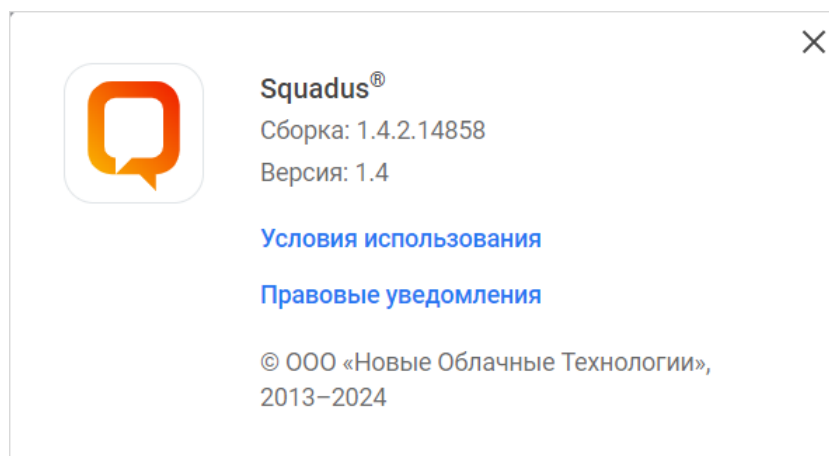 Squadus®
Сборка: 1.4.2.14858
Версия: 1.4
Условия использования
Правовые уведомления
© ООО «Новые Облачные Технологии»,
2013–2024